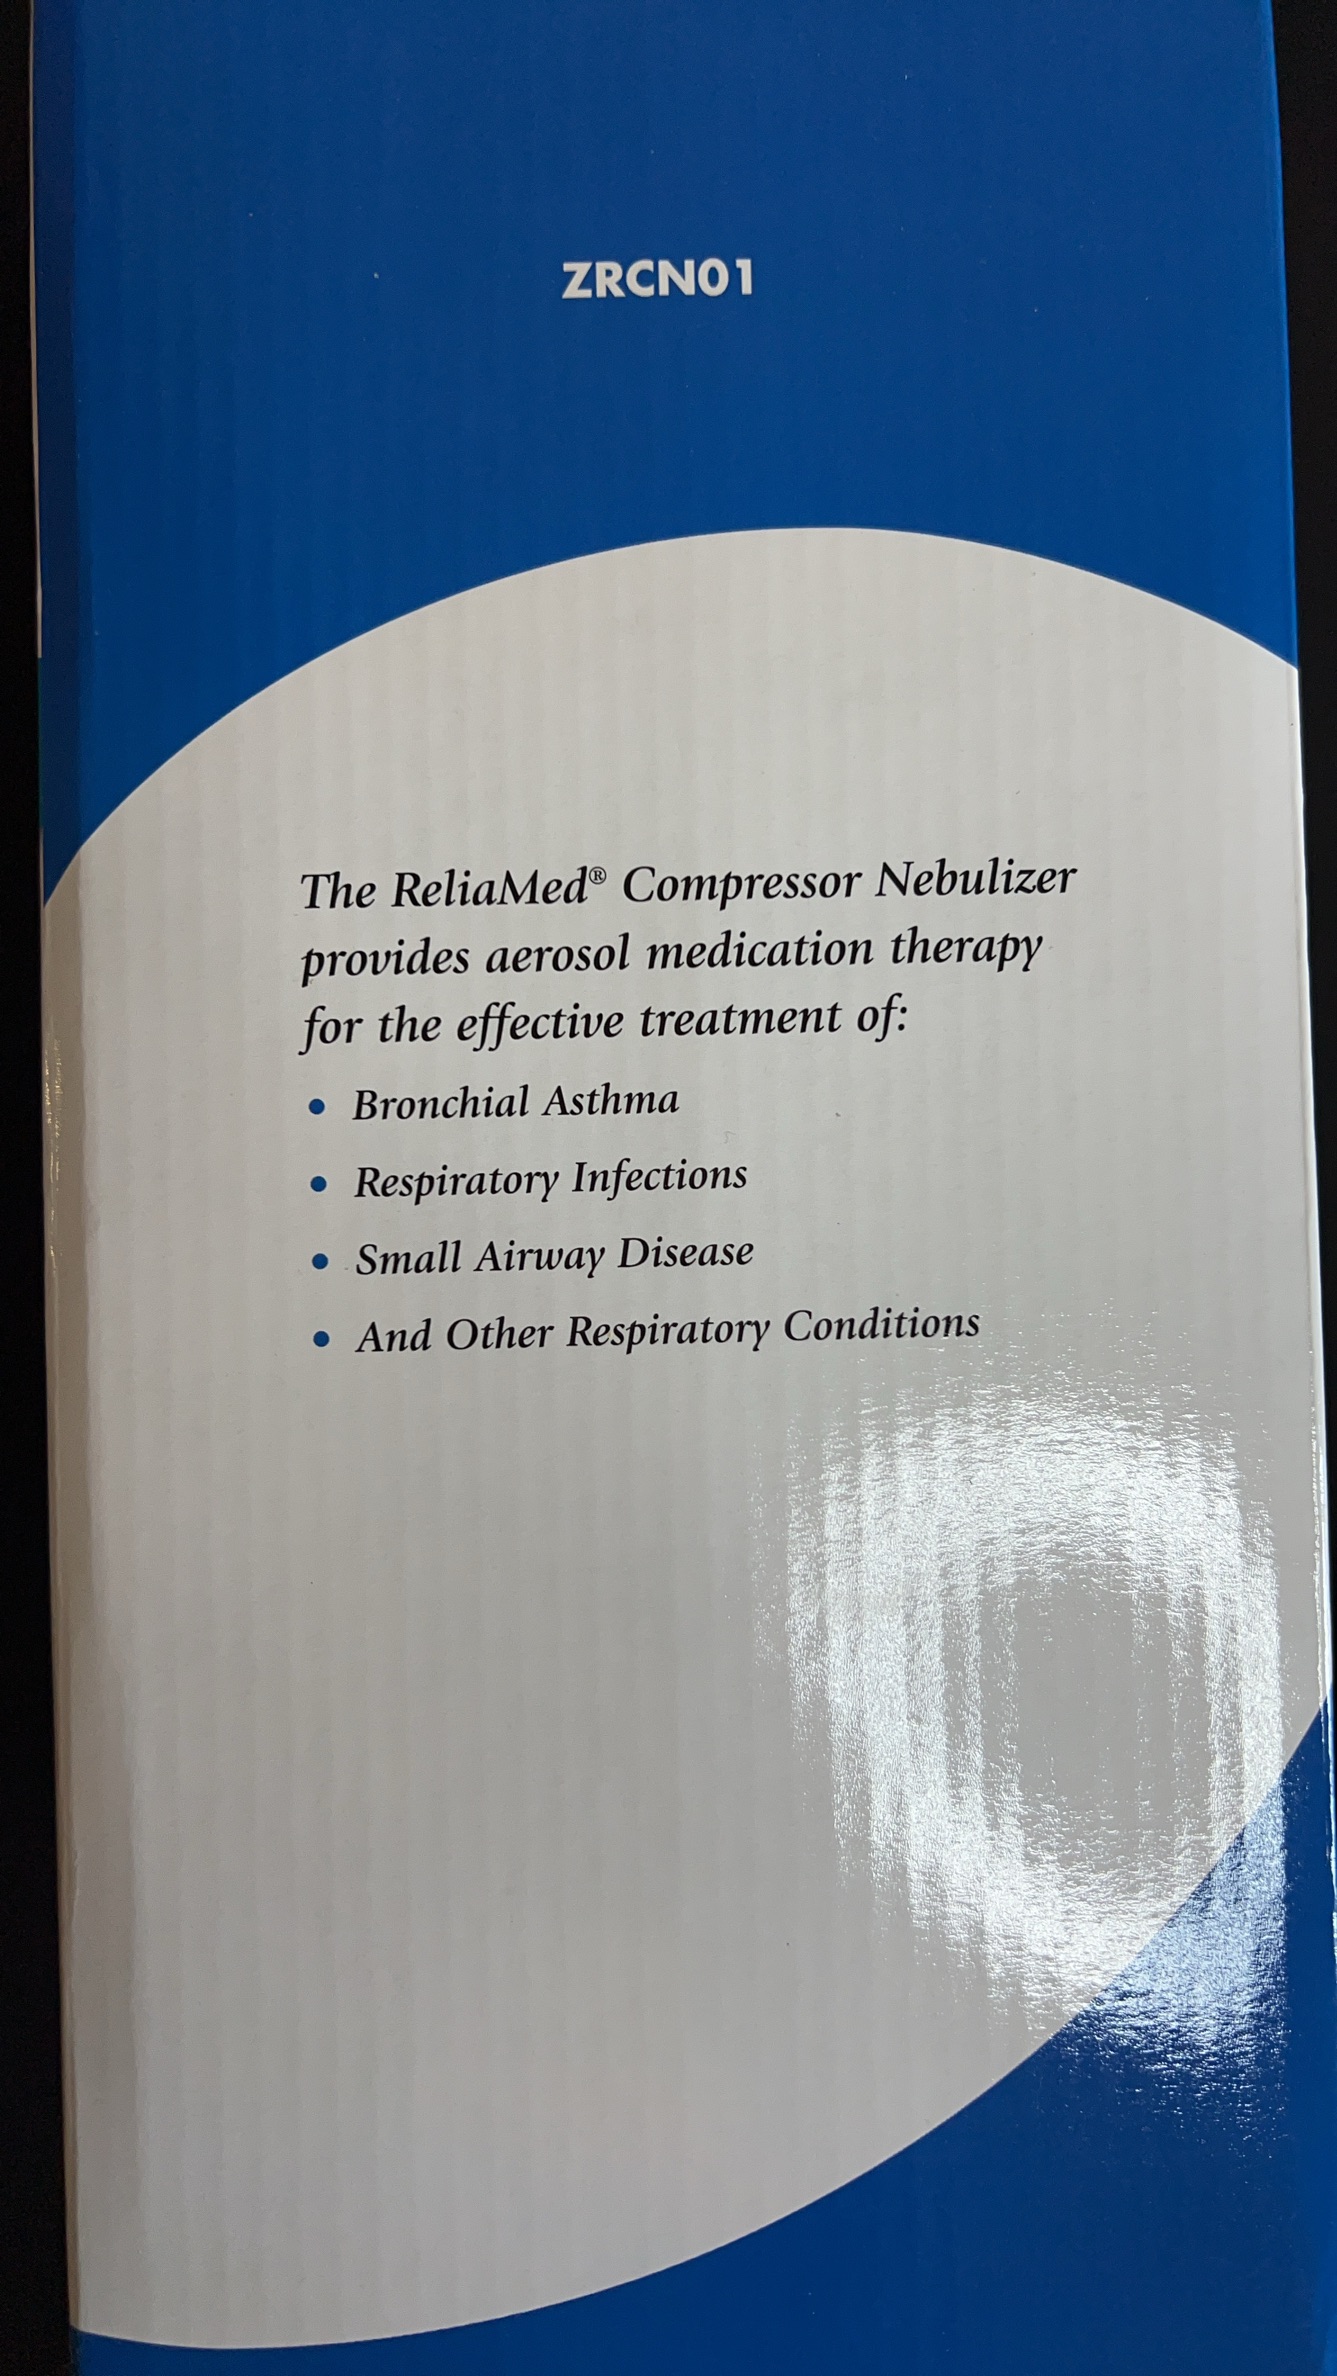 ZRCN01
The ReliaMed® Compressor Nebulizer
provides aerosol medication therapy
for the effective treatment of:
• Bronchial Asthma
• Respiratory Infections
• Small Airway Disease
• And Other Respiratory Conditions